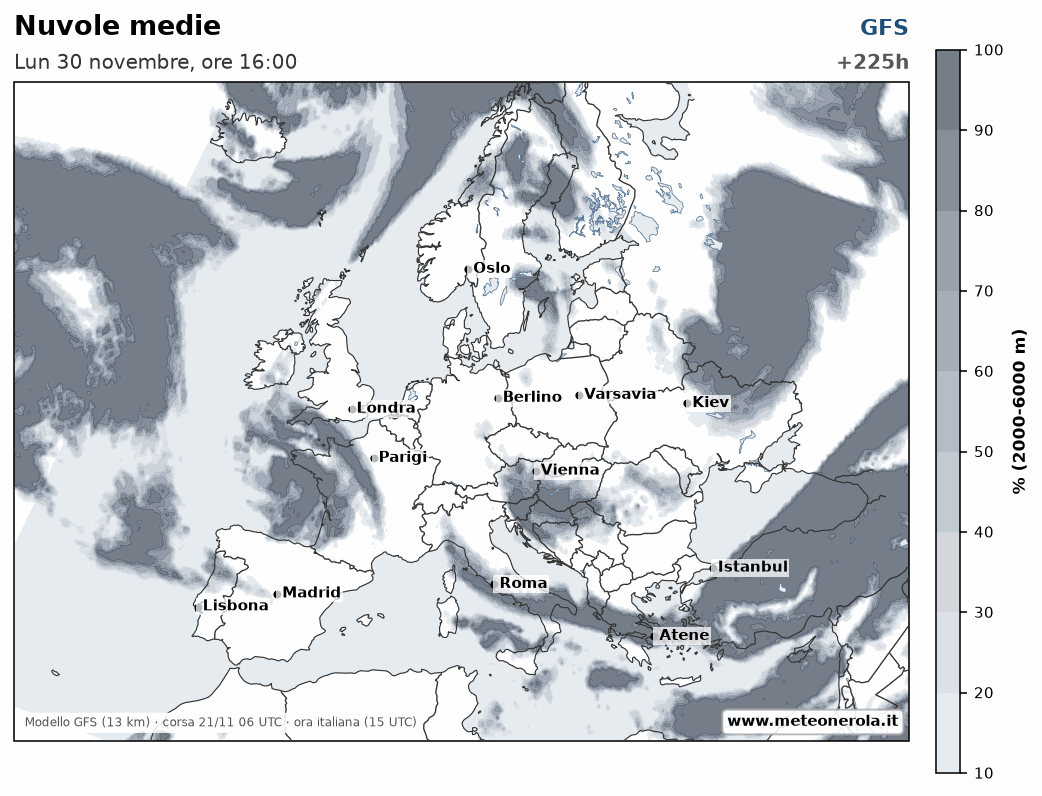 Nuvole medie
GFS
Lun 30 novembre, ore 16:00
+225h
100
90
80
70
60
50
40
30
20
10
% (2000-6000 m)
Oslo
Londra
Berlino
Varsavia
Kiev
Parigi
Vienna
Istanbul
Roma
Madrid
Lisbona
Atene
Modello GFS (13 km) · corsa 21/11 06 UTC · ora italiana (15 UTC)
www.meteonerola.it